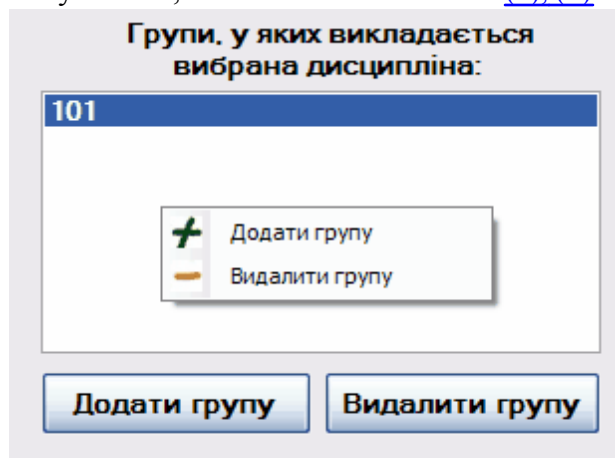 Групи, у яких викладається
вибрана дисципліна:
101
Додати групу
Видалити групу
Додати групу Видалити групу